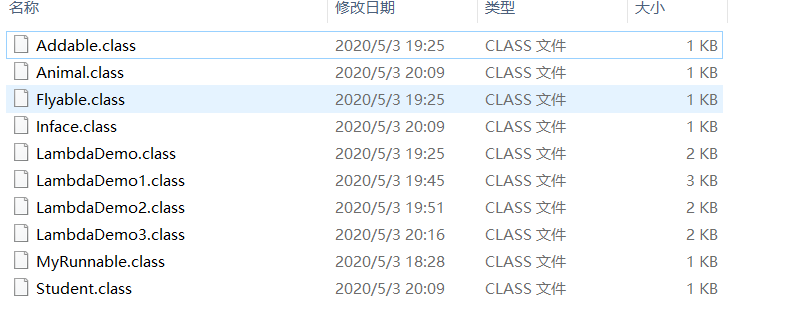 名称 修改日期 类型 大小
Addable.class 2020/5/3 19:25 CLASS 文件 1 KB
Animal.class 2020/5/3 20:09 CLASS 文件 1 KB
Flyable.class 2020/5/3 19:25 CLASS 文件 1 KB
Inface.class 2020/5/3 20:09 CLASS 文件 1 KB
LambdaDemo.class 2020/5/3 19:25 CLASS 文件 2 KB
LambdaDemo1.class 2020/5/3 19:45 CLASS 文件 3 KB
LambdaDemo2.class 2020/5/3 19:51 CLASS 文件 2 KB
LambdaDemo3.class 2020/5/3 20:16 CLASS 文件 2 KB
MyRunnable.class 2020/5/3 18:28 CLASS 文件 1 KB
Student.class 2020/5/3 20:09 CLASS 文件 1 KB